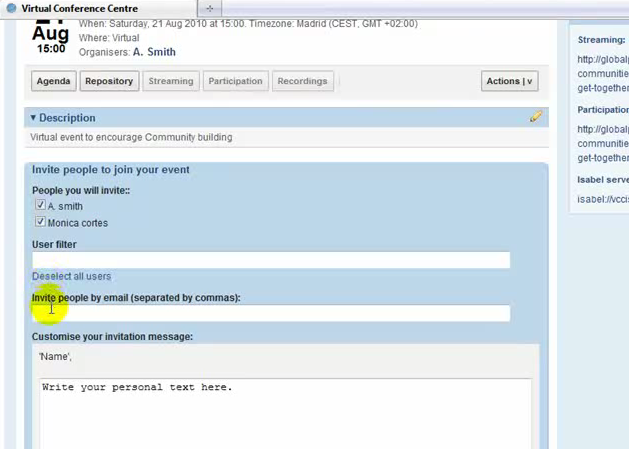 Virtual Conference Centre
21
Aug
15:00
When: Saturday, 21 Aug 2010 at 15:00. Timezone: Madrid (CEST, GMT +02:00)
Where: Virtual
Organisers: A. Smith
Agenda Repository Streaming Participation Recordings Actions | v
▼ Description
Virtual event to encourage Community building
Invite people to join your event
People you will invite::
A. smith
Monica cortes
User filter
Deselect all users
Invite people by email (separated by commas):
Customise your invitation message:
'Name',
Write your personal text here.
Streaming:
http://globalp
communitie
get-together
Participation
http://globalp
communitie
get-together
Isabel serve
isabel://vcci